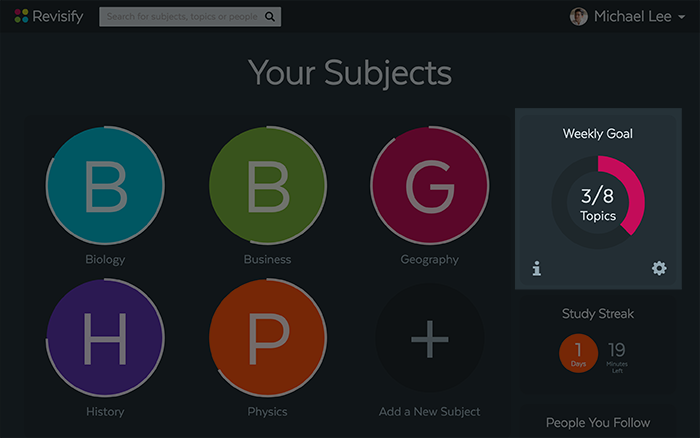 Revisify
Search for subjects, topics or people
Michael Lee
Your Subjects
B
Biology
B
Business
G
Geography
Weekly Goal
3/8
Topics
i
H
History
P
Physics
+
Add a New Subject
Study Streak
1
Days
19
Minutes
Left
People You Follow